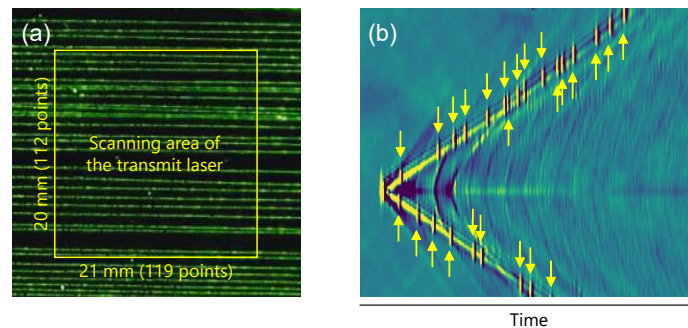 (a)
Scanning area of
the transmit laser
20 mm (112 points)
21 mm (119 points)
(b)
Time